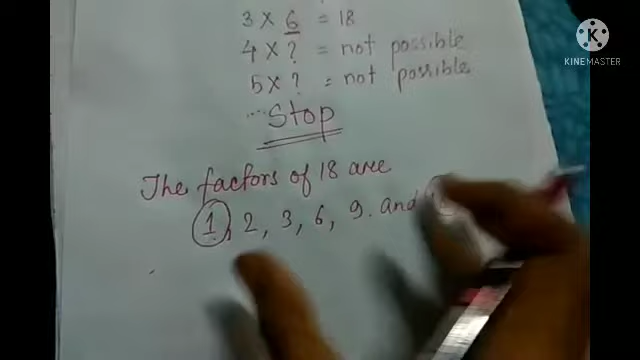 3 × 6 = 18
4 × ? = not possible
5 × ? = not possible
....Stop
The factors of 18 are
1, 2, 3, 6, 9. and
KINEMASTER